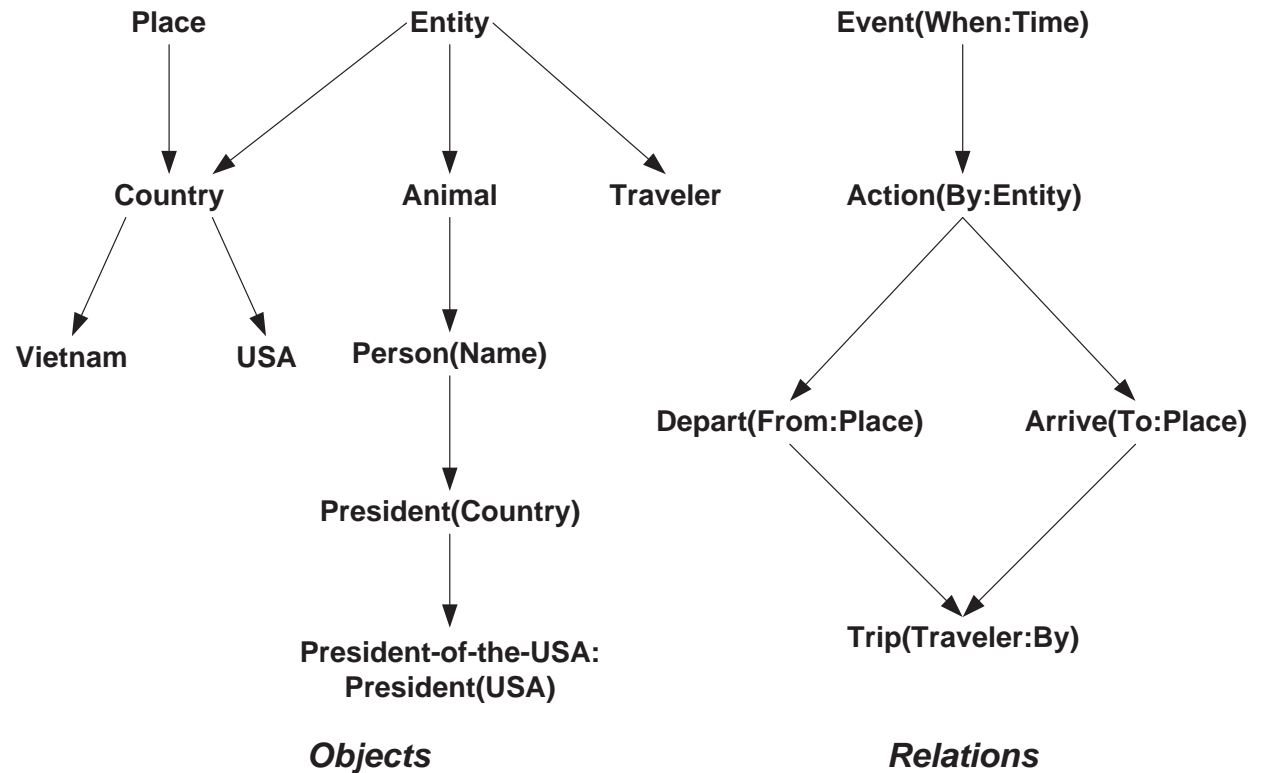 Place
Entity
Event(When:Time)
Country
Animal
Traveler
Action(By:Entity)
Vietnam
USA
Person(Name)
Depart(From:Place)
Arrive(To:Place)
President(Country)
Trip(Traveler:By)
President-of-the-USA:
President(USA)
Objects
Relations